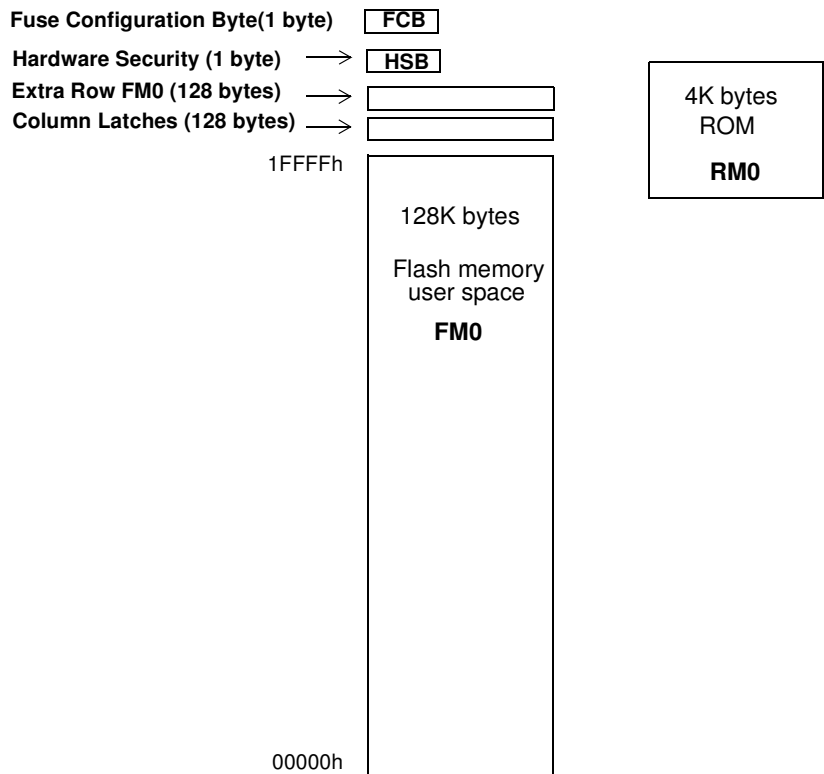 Fuse Configuration Byte(1 byte) FCB
Hardware Security (1 byte) HSB
Extra Row FM0 (128 bytes)
Column Latches (128 bytes)
4K bytes
ROM
RM0
1FFFFh
128K bytes
Flash memory
user space
FM0
00000h